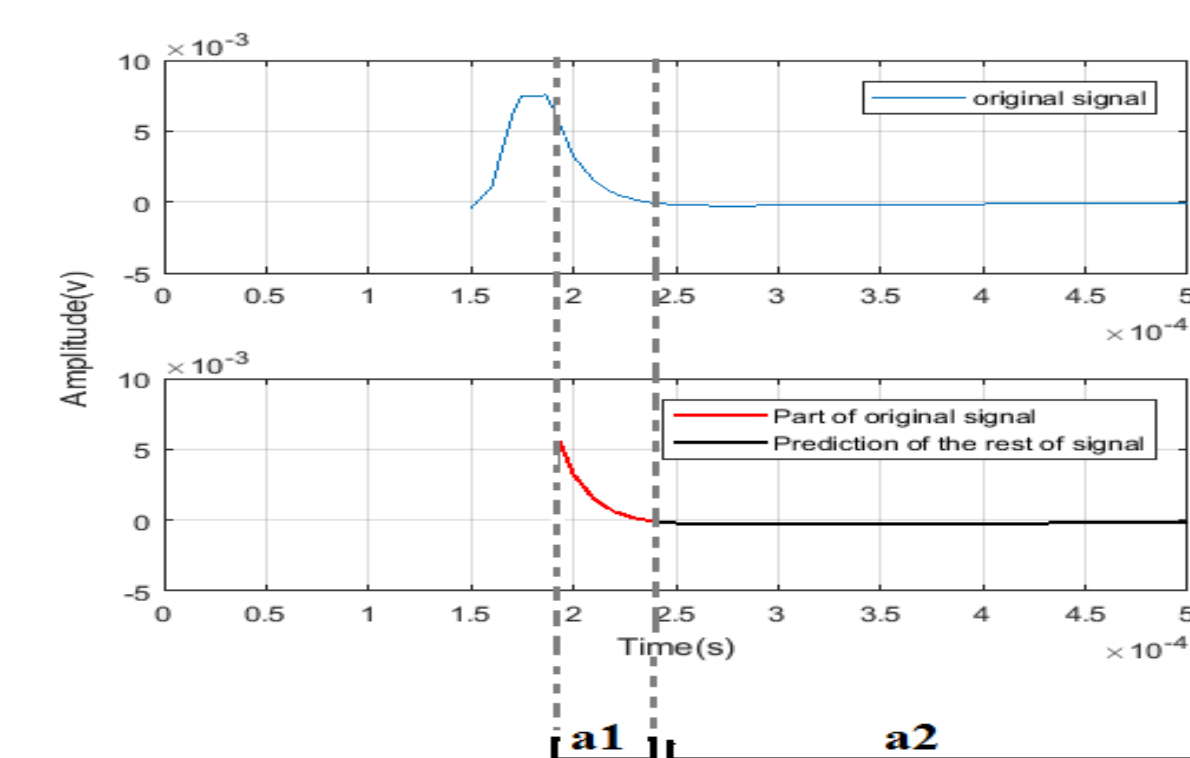 × 10-3
10
5
0
-5
original signal
0 0.5 1 1.5 2 2.5 3 3.5 4 4.5 5
× 10-4
Amplitude(v)
× 10-3
10
5
0
-5
Part of original signal
Prediction of the rest of signal
0 0.5 1 1.5 2 2.5 3 3.5 4 4.5 5
Time(s)
× 10-4
a1 a2